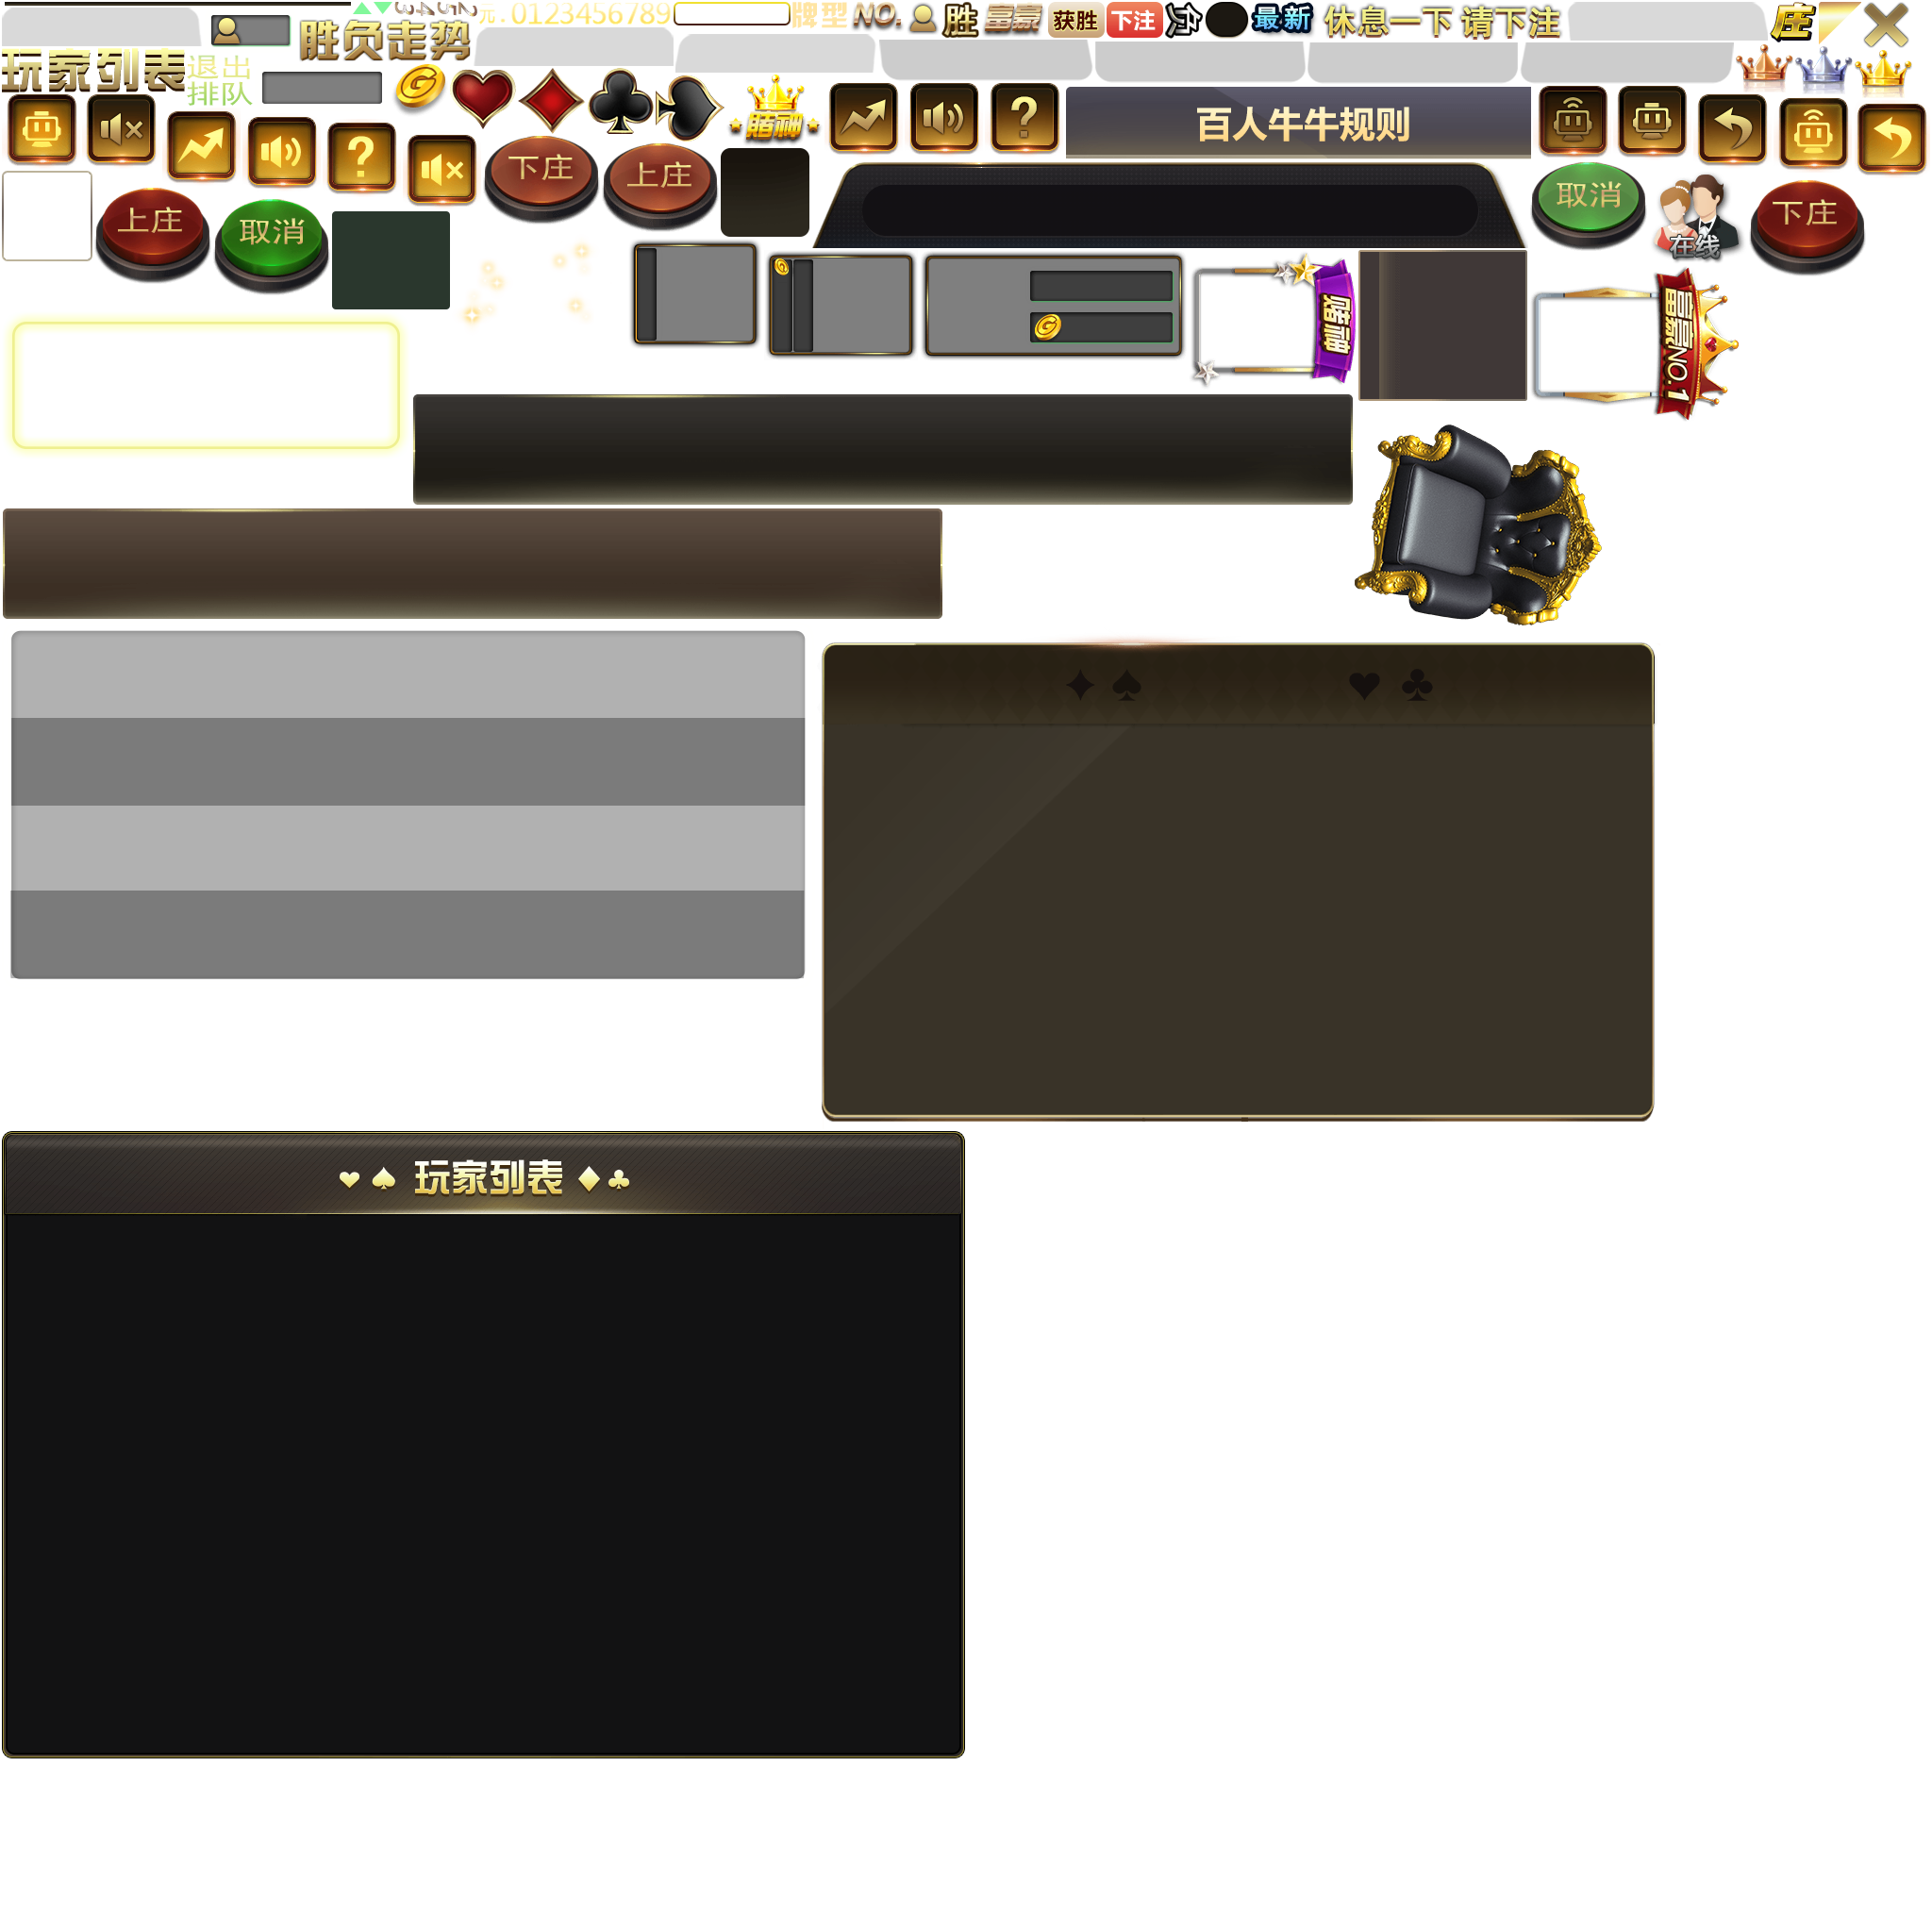 元.0123456789
牌型
NO.
胜
富豪
获胜
下注
最新
休息一下
请下注
庄
胜负走势
玩家列表
退出
排队
G
賭神
?
百人牛牛规则
?
下庄
上庄
取消
在线
下庄
上庄
取消
G
G
赌神
富豪NO.1
玩家列表